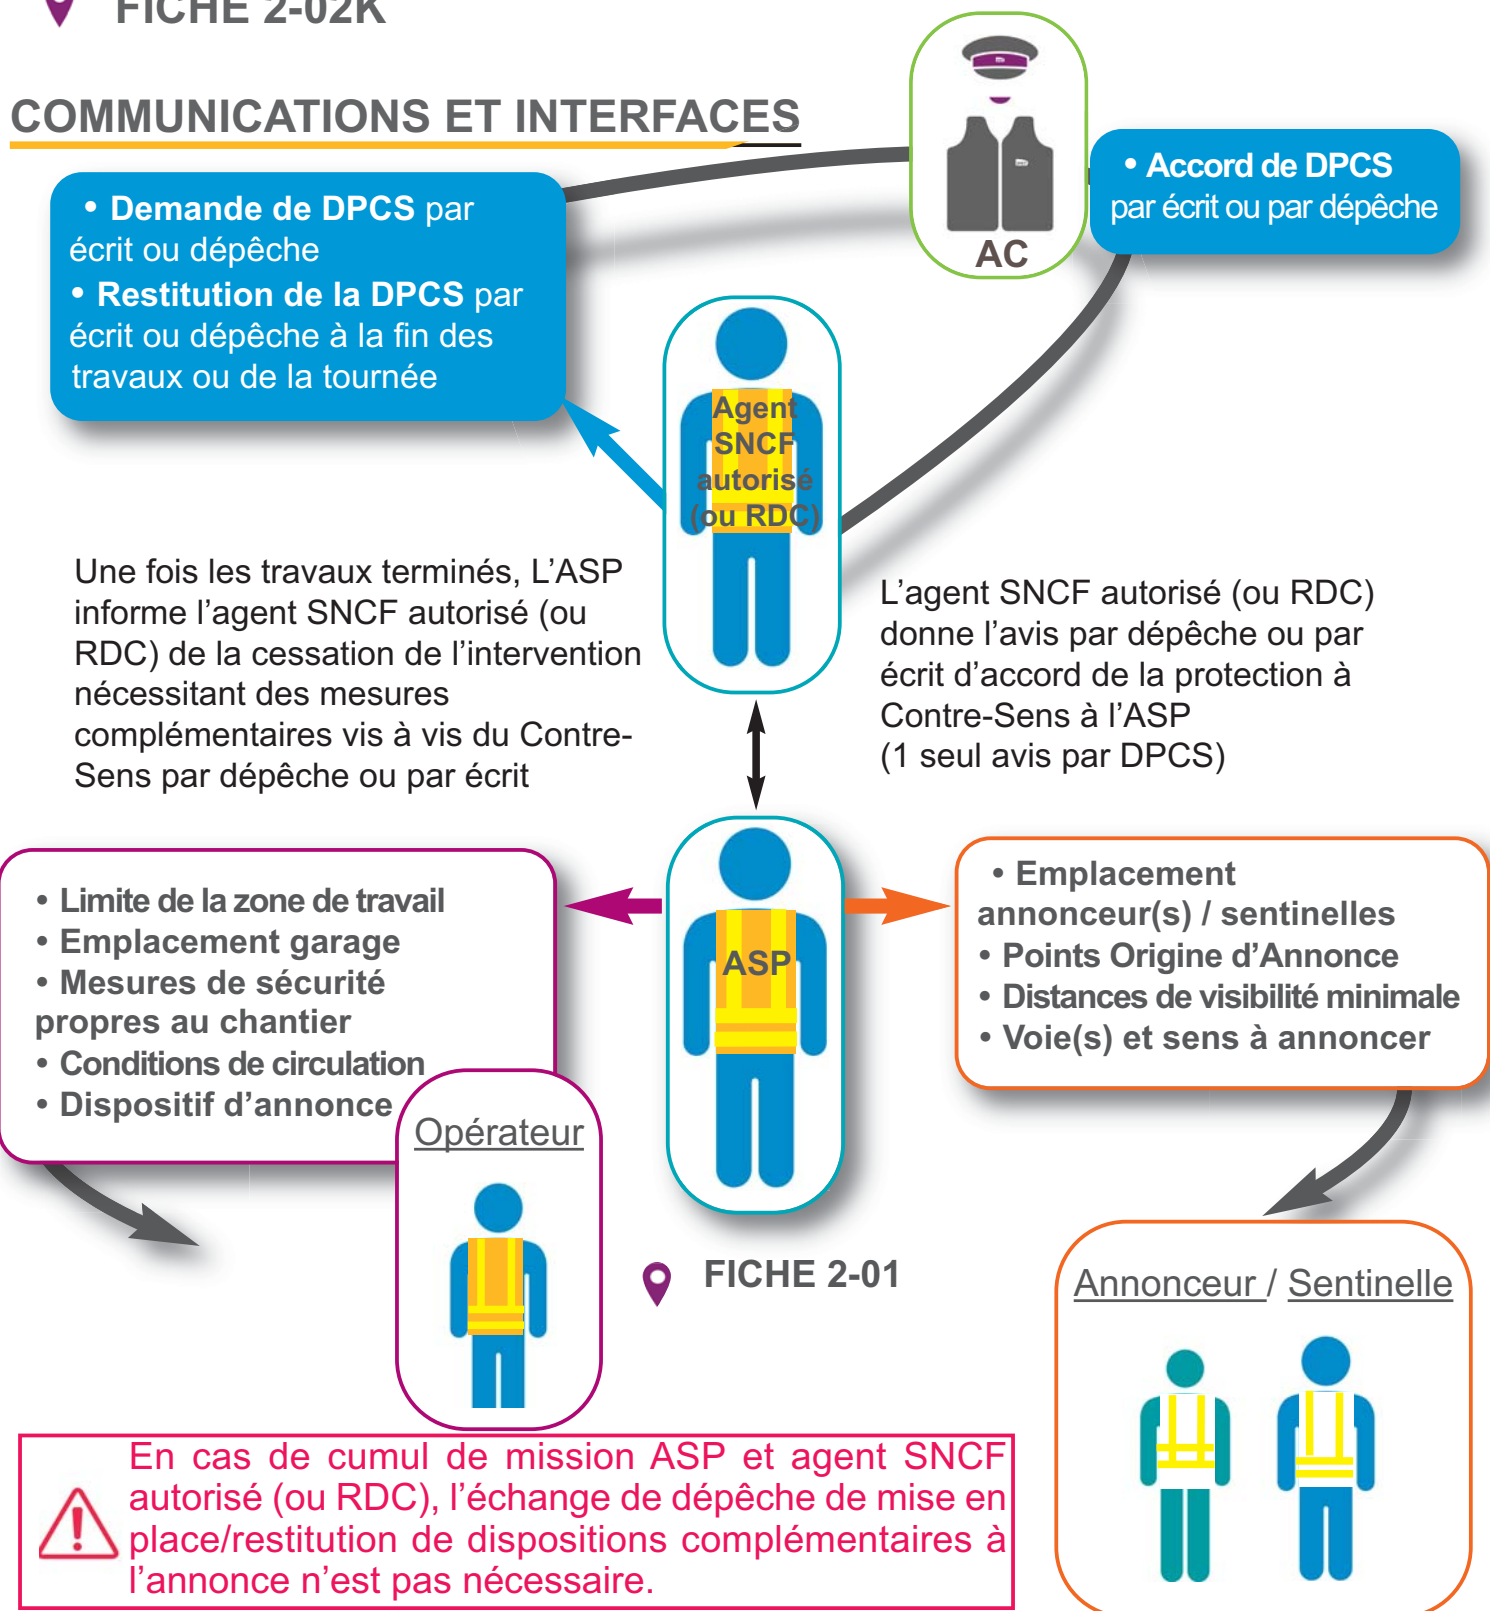 FICHE 2-02K
COMMUNICATIONS ET INTERFACES
AC
• Accord de DPCS
par écrit ou par dépêche
• Demande de DPCS par
écrit ou dépêche
• Restitution de la DPCS par
écrit ou dépêche à la fin des
travaux ou de la tournée
Agent
SNCF
autorisé
(ou RDC)
Une fois les travaux terminés, L’ASP
informe l’agent SNCF autorisé (ou
RDC) de la cessation de l’intervention
nécessitant des mesures
complémentaires vis à vis du Contre-
Sens par dépêche ou par écrit
L’agent SNCF autorisé (ou RDC)
donne l’avis par dépêche ou par
écrit d’accord de la protection à
Contre-Sens à l’ASP
(1 seul avis par DPCS)
• Limite de la zone de travail
• Emplacement garage
• Mesures de sécurité
propres au chantier
• Conditions de circulation
• Dispositif d’annonce
ASP
• Emplacement
annonceur(s) / sentinelles
• Points Origine d’Annonce
• Distances de visibilité minimale
• Voie(s) et sens à annoncer
Opérateur
FICHE 2-01
Annonceur / Sentinelle
En cas de cumul de mission ASP et agent SNCF
autorisé (ou RDC), l’échange de dépêche de mise en
place/restitution de dispositions complémentaires à
l’annonce n’est pas nécessaire.